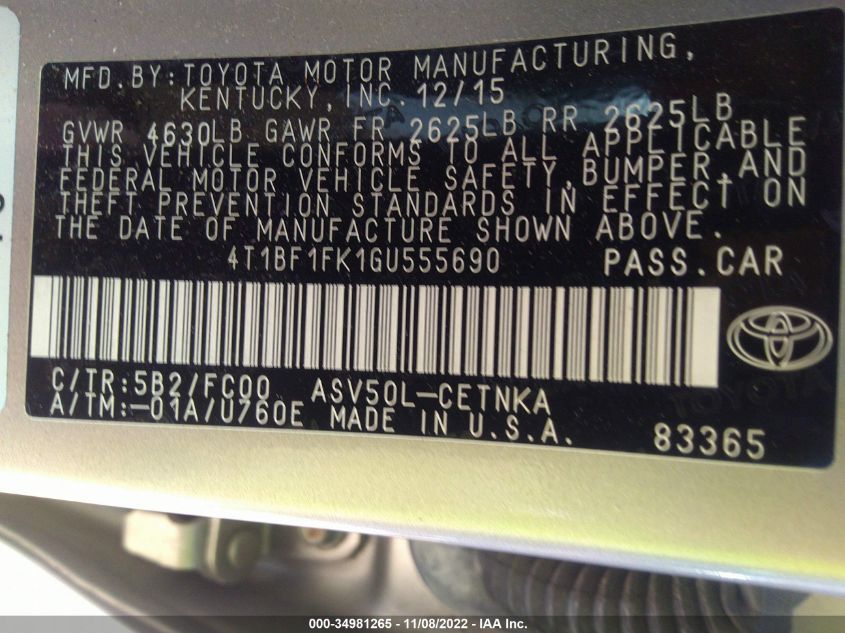 MFD. BY: TOYOTA MOTOR MANUFACTURING,
KENTUCKY, INC. 12/15
GVWR 4630LB GAWR FR 2625LB RR 2625LB
THIS VEHICLE CONFORMS TO ALL APPLICABLE
FEDERAL MOTOR VEHICLE SAFETY, BUMPER, AND
THEFT PREVENTION STANDARDS IN EFFECT ON
THE DATE OF MANUFACTURE SHOWN ABOVE.
4T1BF1FK1GU555690 PASS. CAR
C/TR: 5B2/FC00 ASV50L-CETNKA
TOYOTA
A/TM: -01A/U760E MADE IN U.S.A. 83365
000-34981265 - 11/08/2022 - IAA Inc.